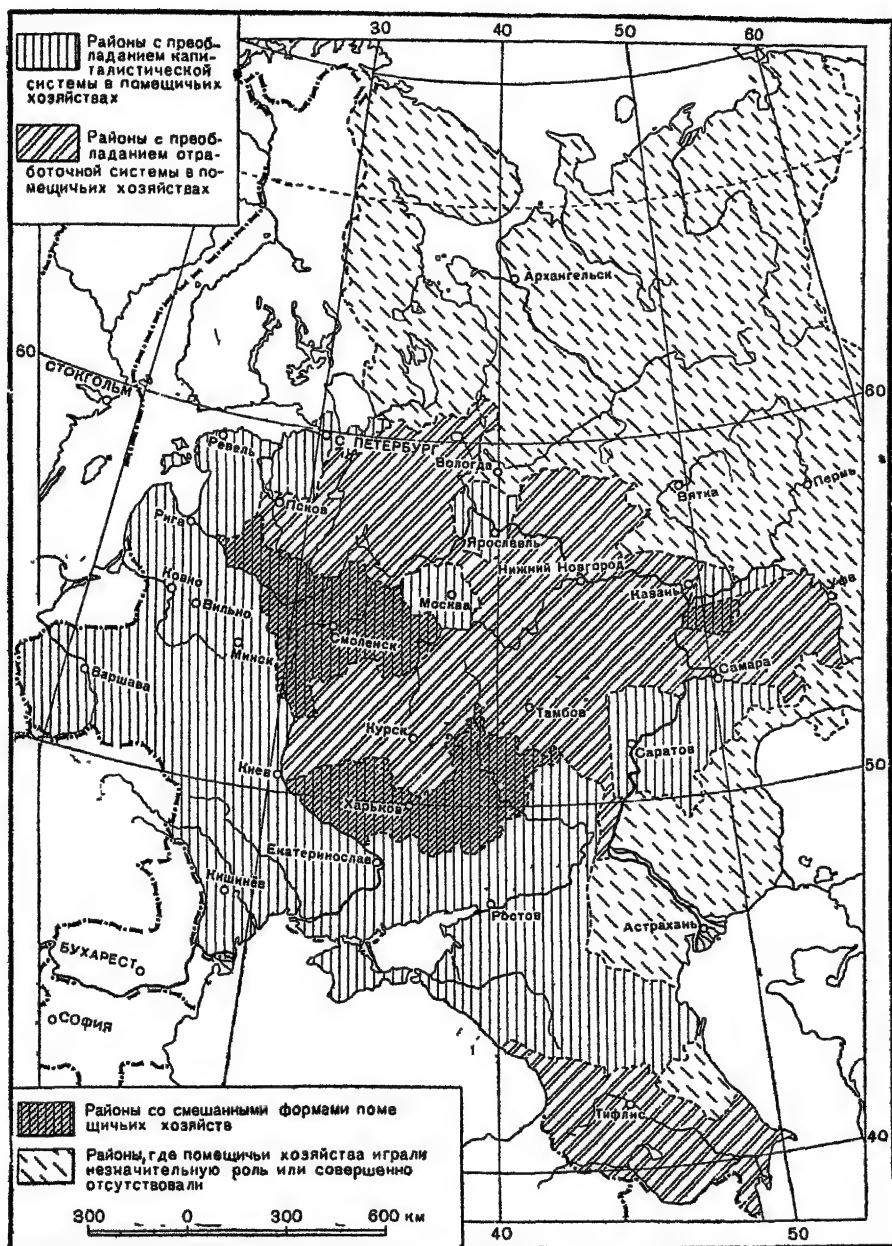 30 40 50 60
Районы с преоб-
ладанием капи-
талистической
системы в помещичьих
хозяйствах
Районы с преоб-
ладанием отра-
боточной системы в по-
мещичьих хозяйствах
Архангельск
60
60
СТОКГОЛЬМ
Ревель
С ПЕТЕРБУРГ
Вологда
Псков
Вятка
Пермь
Рига
Ярославль
НИЖНИЙ НОВГОРОД
Ковно
Вильно
Москва
Казань
Уфа
Минск
Смоленск
Самара
Варшава
Тамбов
Курск
Саратов
Киев
50
Харьков
Екатеринослав
Кишинёв
Ростов
Астрахань
БУХАРЕСТ
СОФИЯ
Тифлис
Районы со смешанными формами поме
щичьих хозяйств
Районы, где помещичьи хозяйства играли
незначительную роль или совершенно
отсутствовали
40
300 0 300 600 км
40 50